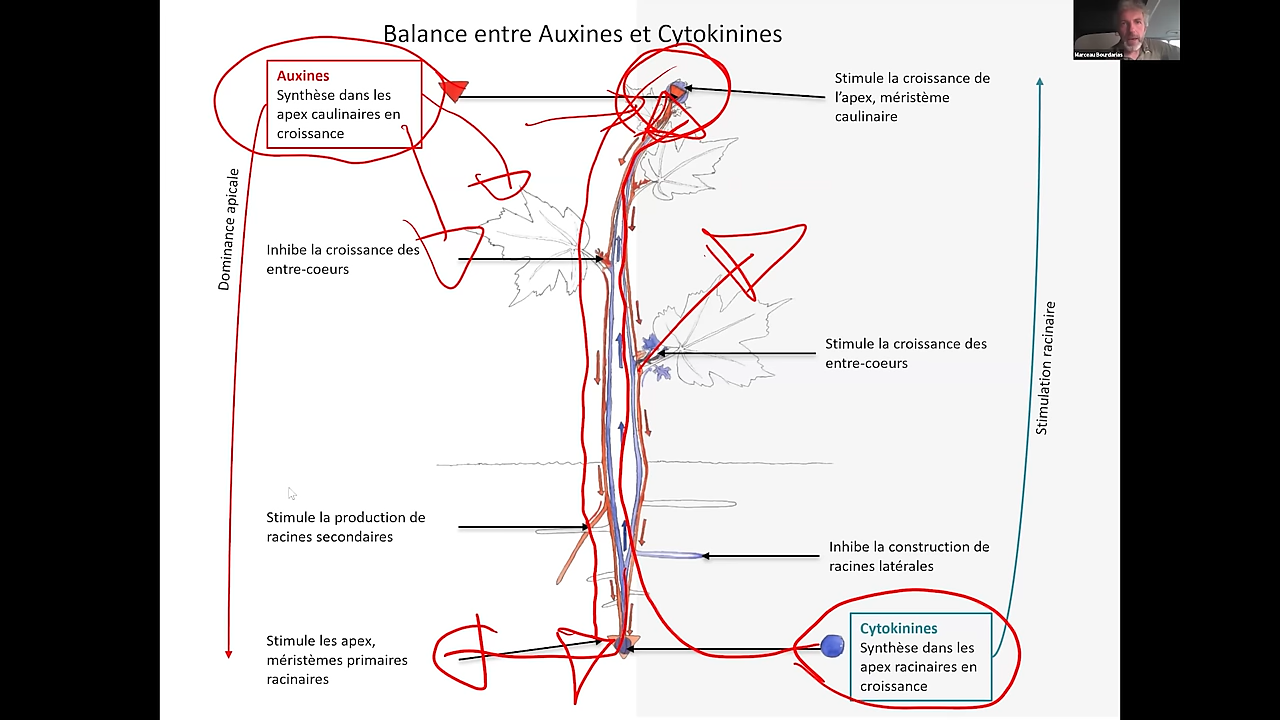 Balance entre Auxines et Cytokinines
Marceau Bourdarias
Auxines
Synthèse dans les
apex caulinaires en
croissance
Stimule la croissance de
l'apex, méristème
caulinaire
Dominance apicale
Inhibe la croissance des
entre-coeurs
Stimule la croissance des
entre-coeurs
Stimulation racinaire
Stimule la production de
racines secondaires
Inhibe la construction de
racines latérales
Stimule les apex,
méristèmes primaires
racinaires
Cytokinines
Synthèse dans les
apex racinaires en
croissance